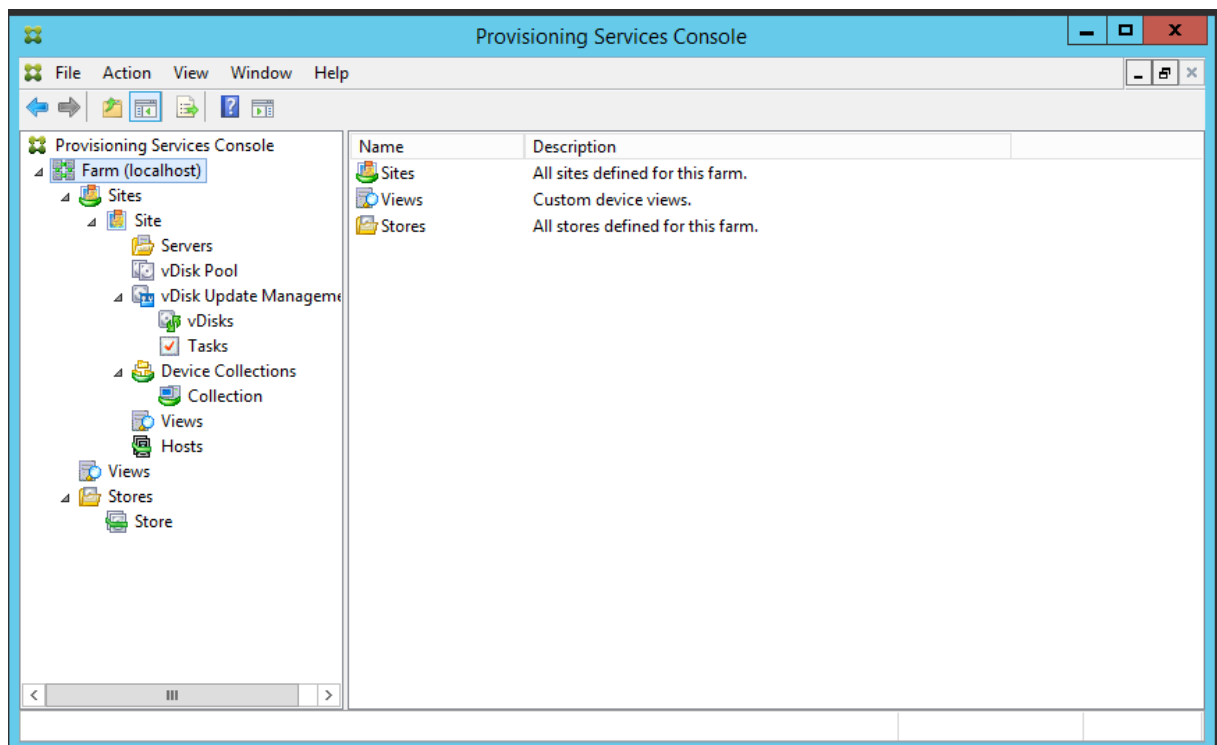 Provisioning Services Console
File Action View Window Help
Provisioning Services Console
Farm (localhost)
Sites
Site
Servers
vDisk Pool
vDisk Update Manageme
vDisks
Tasks
Device Collections
Collection
Views
Hosts
Views
Stores
Store
Name Description
Sites All sites defined for this farm.
Views Custom device views.
Stores All stores defined for this farm.